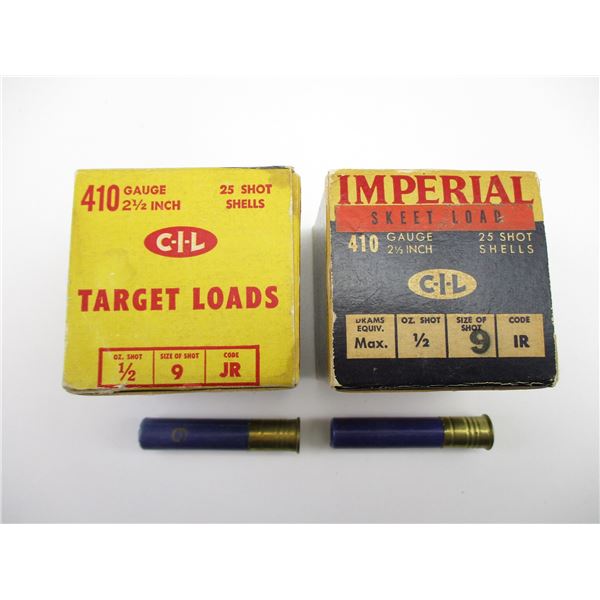 410 GAUGE 2½ INCH
25 SHOT SHELLS
C-I-L
TARGET LOADS
OZ. SHOT SIZE OF SHOT CODE
½ 9 JR
IMPERIAL
SKEET LOAD
410 GAUGE 2½ INCH
25 SHOT SHELLS
C-I-L
DRAMS EQUIV. OZ. SHOT SIZE OF SHOT CODE
Max. ½ 9 IR
9